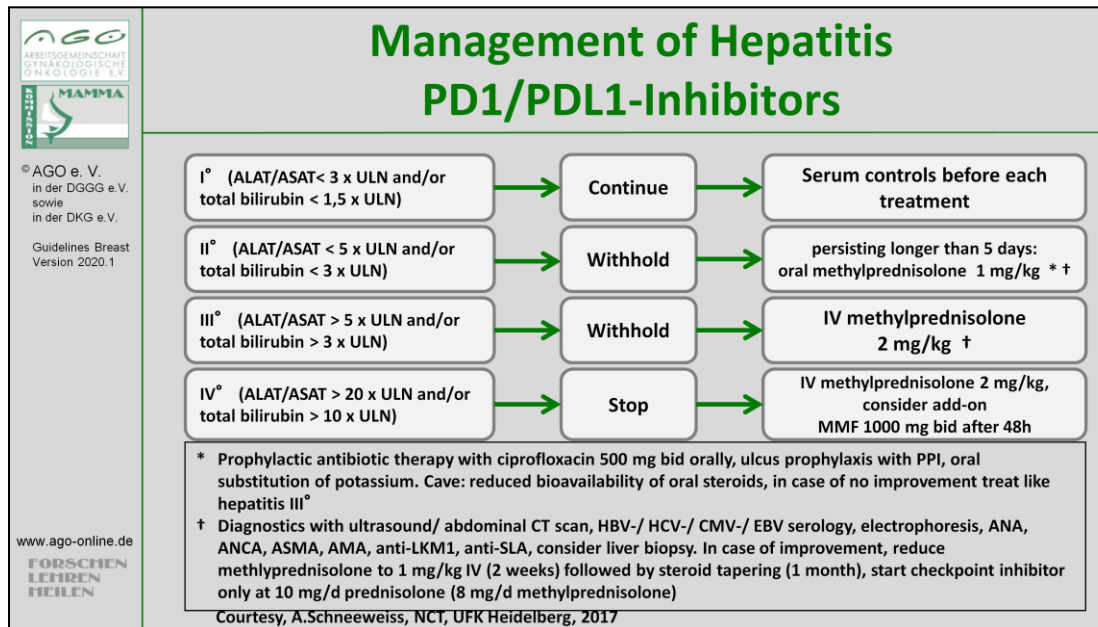 AGO
ARBEITSGEMEINSCHAFT
GYNÄKOLOGISCHE
ONKOLOGIE E.V.
KOMMISSION
MAMMA
© AGO e. V.
in der DGGG e.V.
sowie
in der DKG e.V.
Guidelines Breast
Version 2020.1
www.ago-online.de
FORSCHEN
LEHREN
HEILEN
Management of Hepatitis
PD1/PDL1-Inhibitors
I° (ALAT/ASAT< 3 x ULN and/or
total bilirubin < 1,5 x ULN)
Continue
Serum controls before each
treatment
II° (ALAT/ASAT < 5 x ULN and/or
total bilirubin < 3 x ULN)
Withhold
persisting longer than 5 days:
oral methylprednisolone 1 mg/kg * †
III° (ALAT/ASAT > 5 x ULN and/or
total bilirubin > 3 x ULN)
Withhold
IV methylprednisolone
2 mg/kg †
IV° (ALAT/ASAT > 20 x ULN and/or
total bilirubin > 10 x ULN)
Stop
IV methylprednisolone 2 mg/kg,
consider add-on
MMF 1000 mg bid after 48h
* Prophylactic antibiotic therapy with ciprofloxacin 500 mg bid orally, ulcus prophylaxis with PPI, oral
substitution of potassium. Cave: reduced bioavailability of oral steroids, in case of no improvement treat like
hepatitis III°
† Diagnostics with ultrasound/ abdominal CT scan, HBV-/ HCV-/ CMV-/ EBV serology, electrophoresis, ANA,
ANCA, ASMA, AMA, anti-LKM1, anti-SLA, consider liver biopsy. In case of improvement, reduce
methlyprednisolone to 1 mg/kg IV (2 weeks) followed by steroid tapering (1 month), start checkpoint inhibitor
only at 10 mg/d prednisolone (8 mg/d methylprednisolone)
Courtesy, A.Schneeweiss, NCT, UFK Heidelberg, 2017